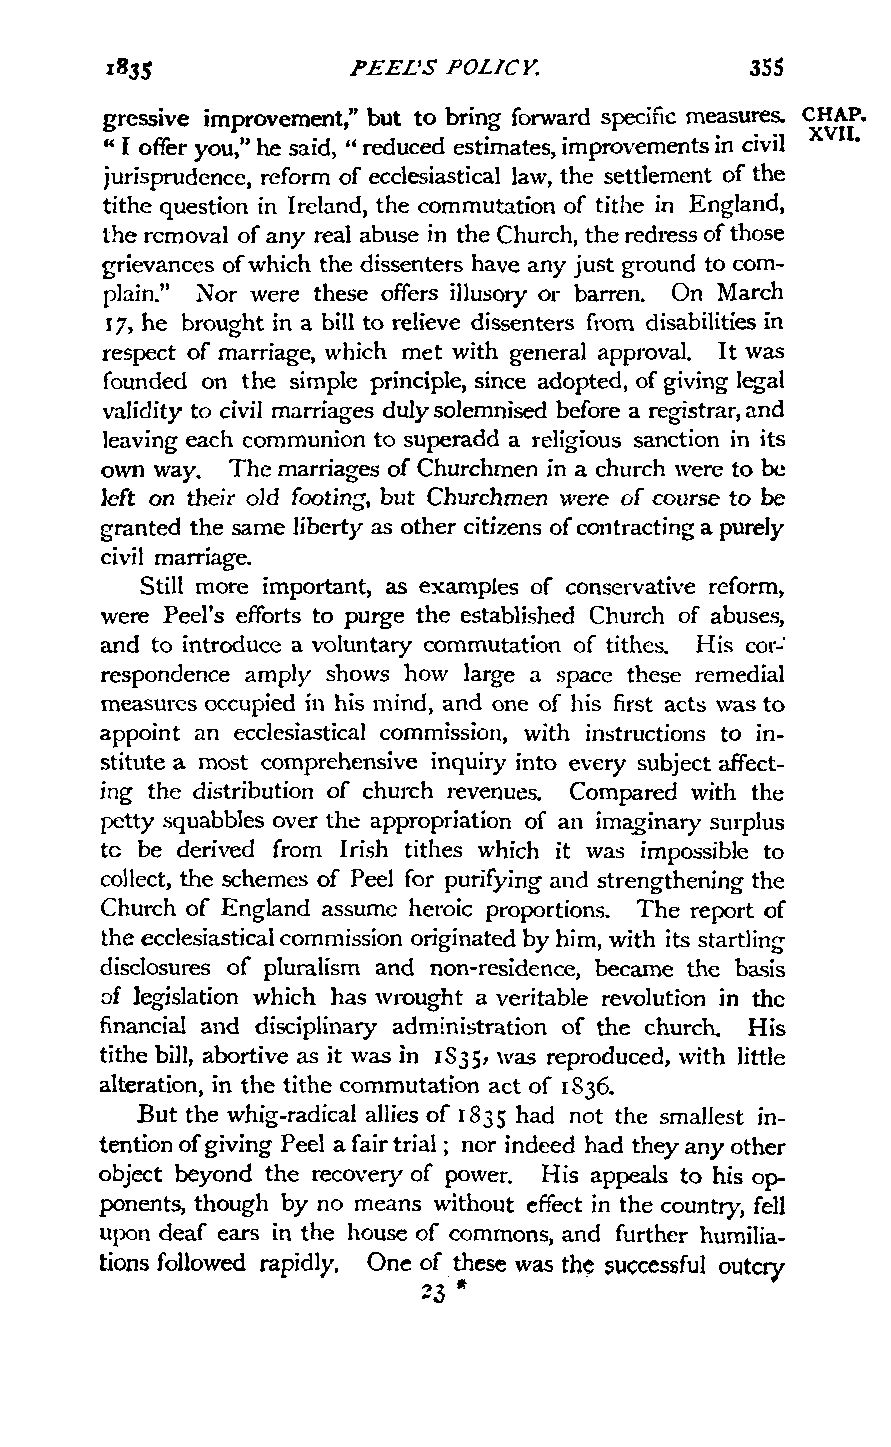 1835 PEEL'S POLICY. 355
gressive improvement," but to bring forward specific measures. CHAP. XVII.
"I offer you," he said, "reduced estimates, improvements in civil
jurisprudence, reform of ecclesiastical law, the settlement of the
tithe question in Ireland, the commutation of tithe in England,
the removal of any real abuse in the Church, the redress of those
grievances of which the dissenters have any just ground to com-
plain." Nor were these offers illusory or barren. On March
17, he brought in a bill to relieve dissenters from disabilities in
respect of marriage, which met with general approval. It was
founded on the simple principle, since adopted, of giving legal
validity to civil marriages duly solemnised before a registrar, and
leaving each communion to superadd a religious sanction in its
own way. The marriages of Churchmen in a church were to be
left on their old footing, but Churchmen were of course to be
granted the same liberty as other citizens of contracting a purely
civil marriage.
Still more important, as examples of conservative reform,
were Peel's efforts to purge the established Church of abuses,
and to introduce a voluntary commutation of tithes. His cor-
respondence amply shows how large a space these remedial
measures occupied in his mind, and one of his first acts was to
appoint an ecclesiastical commission, with instructions to in-
stitute a most comprehensive inquiry into every subject affect-
ing the distribution of church revenues. Compared with the
petty squabbles over the appropriation of an imaginary surplus
to be derived from Irish tithes which it was impossible to
collect, the schemes of Peel for purifying and strengthening the
Church of England assume heroic proportions. The report of
the ecclesiastical commission originated by him, with its startling
disclosures of pluralism and non-residence, became the basis
of legislation which has wrought a veritable revolution in the
financial and disciplinary administration of the church. His
tithe bill, abortive as it was in 1835, was reproduced, with little
alteration, in the tithe commutation act of 1836.
But the whig-radical allies of 1835 had not the smallest in-
tention of giving Peel a fair trial; nor indeed had they any other
object beyond the recovery of power. His appeals to his op-
ponents, though by no means without effect in the country, fell
upon deaf ears in the house of commons, and further humilia-
tions followed rapidly. One of these was the successful outcry
23 *